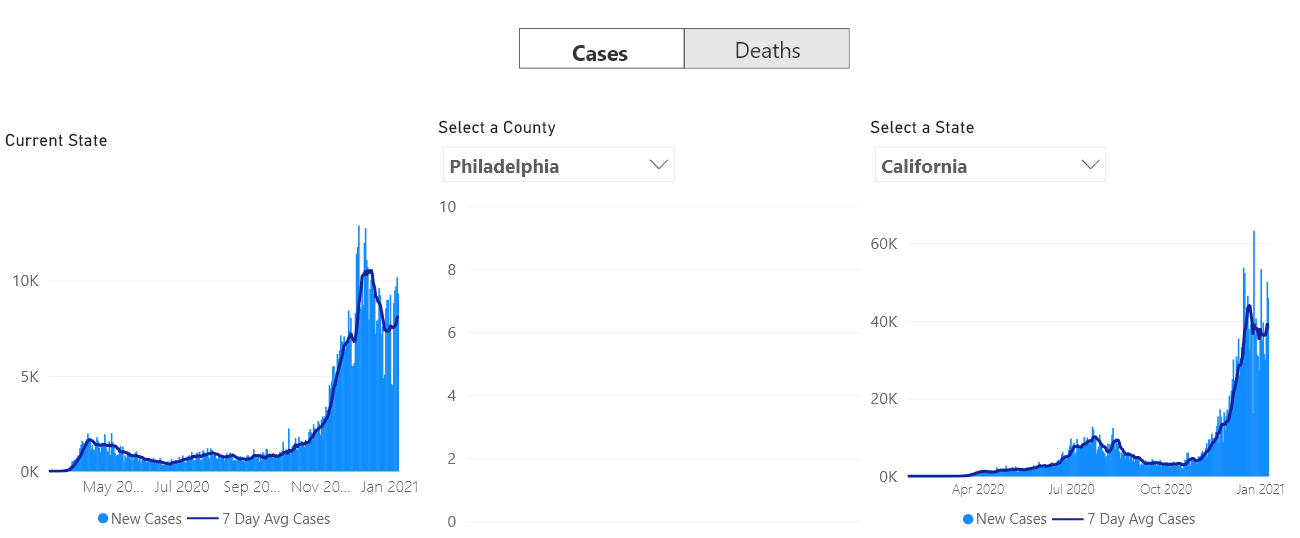 Cases
Deaths
Current State
Select a County
Select a State
Philadelphia
California
10K
5K
0K
May 20... Jul 2020 Sep 20... Nov 20... Jan 2021
New Cases 7 Day Avg Cases
10
8
6
4
2
0
60K
40K
20K
0K
Apr 2020 Jul 2020 Oct 2020 Jan 2021
New Cases 7 Day Avg Cases